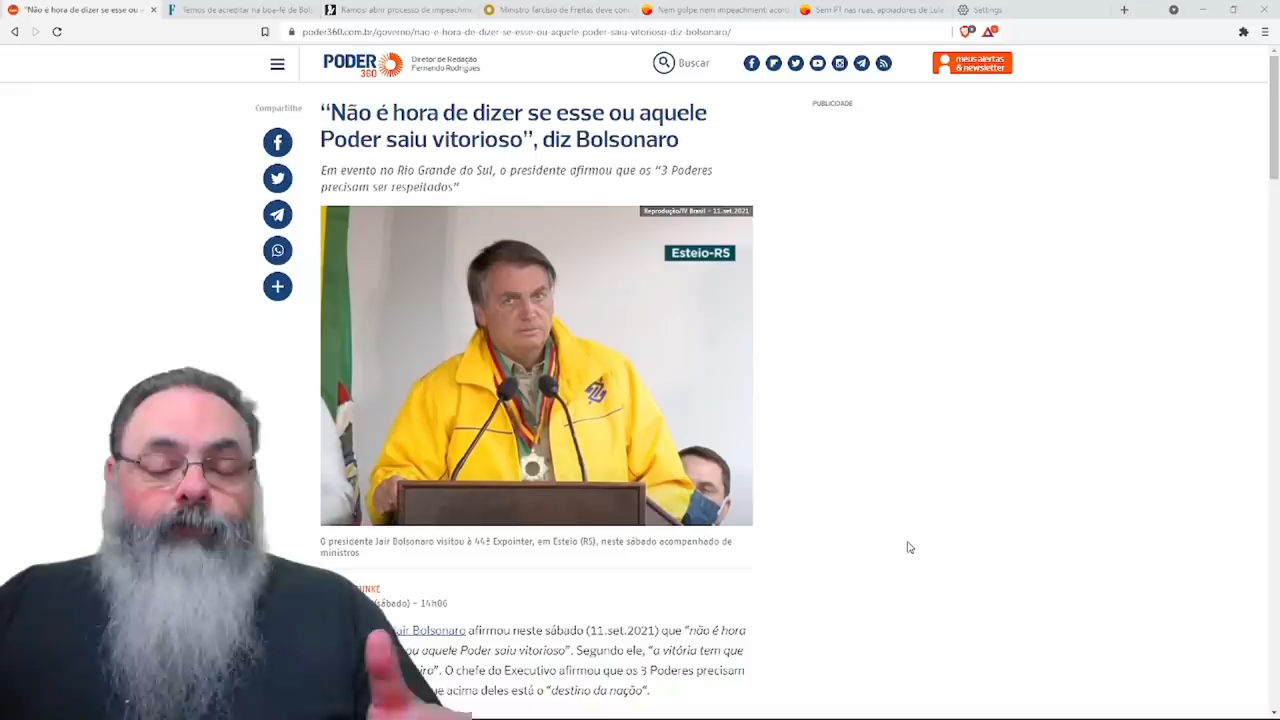 "Não é hora de dizer se esse ou a
Temos de acreditar na boa-fé de Bols
Ramos: abrir processo de impeachme
Ministro Tarcísio de Freitas deve conc
Nem golpe nem impeachment: acord
Sem PT nas ruas, apoiadores de Lula
Settings
poder360.com.br/governo/nao-e-hora-de-dizer-se-esse-ou-aquele-poder-saiu-vitorioso-diz-bolsonaro/
PODER
360
Diretor de Redação
Fernando Rodrigues
Buscar
meus alertas
& newsletter
Compartilhe
PUBLICIDADE
“Não é hora de dizer se esse ou aquele
Poder saiu vitorioso”, diz Bolsonaro
Em evento no Rio Grande do Sul, o presidente afirmou que os “3 Poderes
precisam ser respeitados”
Reprodução/TV Brasil - 11.set.2021
Esteio-RS
O presidente Jair Bolsonaro visitou à 44ª Expointer, em Esteio (RS), neste sábado acompanhado de
ministros
(sábado) - 14h06
Jair Bolsonaro afirmou neste sábado (11.set.2021) que “não é hora
ou aquele Poder saiu vitorioso”. Segundo ele, “a vitória tem que
”. O chefe do Executivo afirmou que os 3 Poderes precisam
que acima deles está o “destino da nação“.